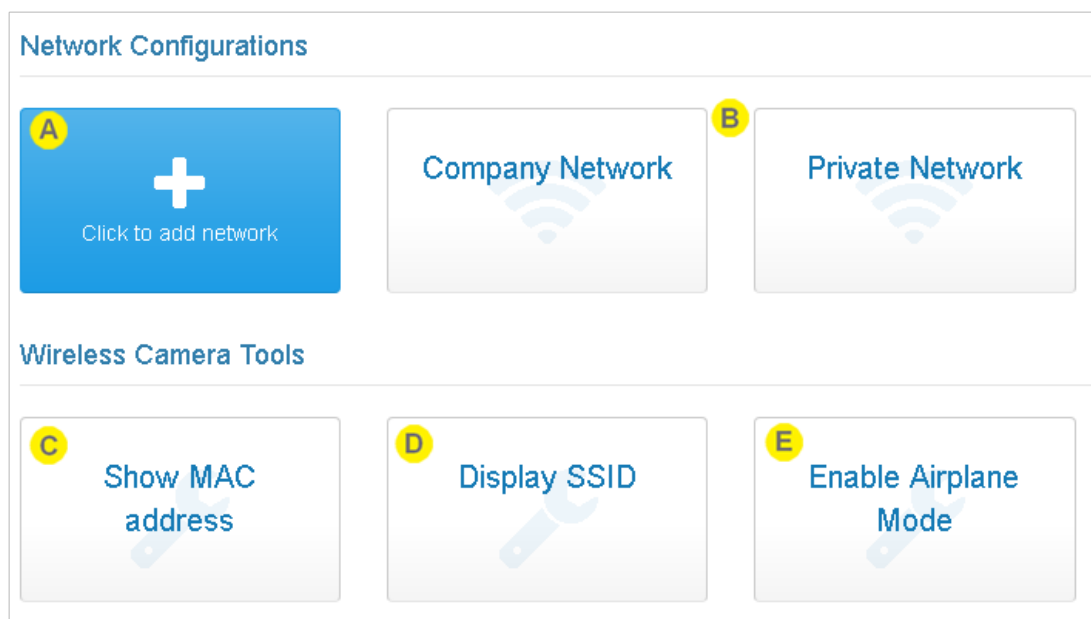 Network Configurations
A
Click to add network
Company Network
B
Private Network
Wireless Camera Tools
C
Show MAC
address
D
Display SSID
E
Enable Airplane
Mode